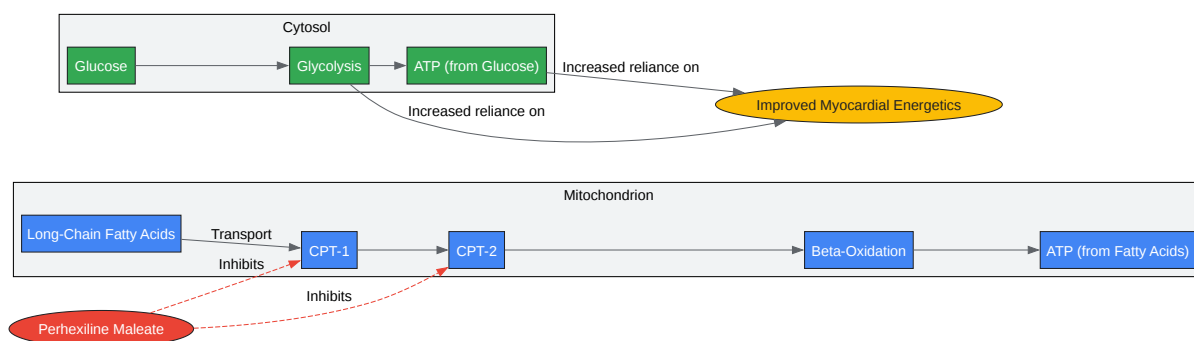 Cytosol
Glucose
Glycolysis
ATP (from Glucose)
Increased reliance on
Increased reliance on
Improved Myocardial Energetics
Mitochondrion
Long-Chain Fatty Acids
Transport
CPT-1
CPT-2
Beta-Oxidation
ATP (from Fatty Acids)
Inhibits
Inhibits
Perhexiline Maleate